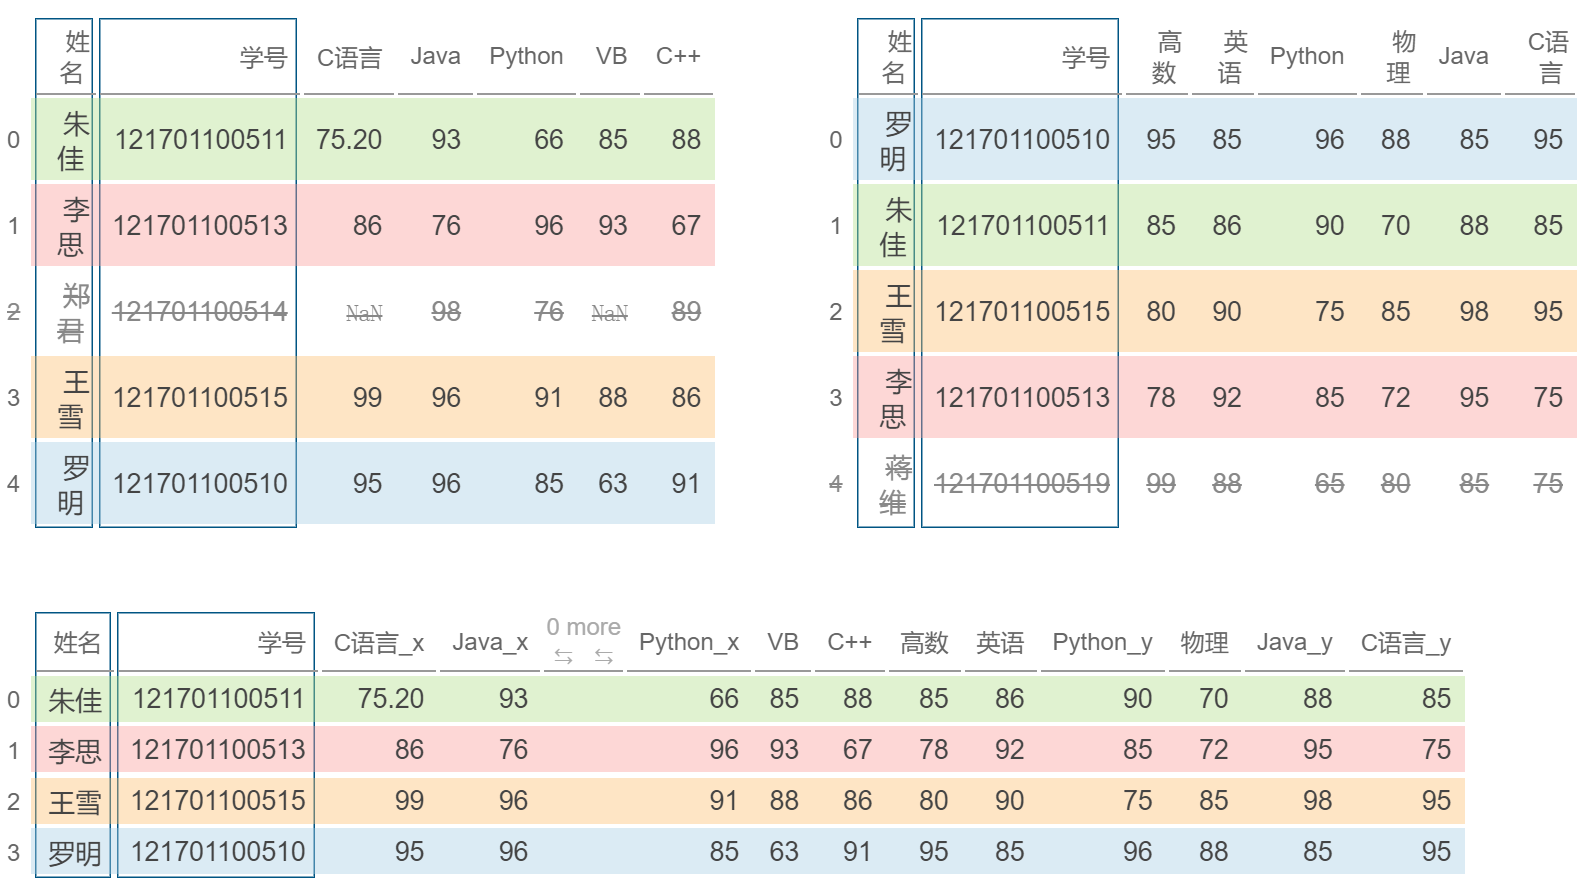 姓名 学号 C语言 Java Python VB C++
0 朱佳 121701100511 75.20 93 66 85 88
1 李思 121701100513 86 76 96 93 67
2 郑君 121701100514 NaN 98 76 NaN 89
3 王雪 121701100515 99 96 91 88 86
4 罗明 121701100510 95 96 85 63 91
姓名 学号 高数 英语 Python 物理 Java C语言
0 罗明 121701100510 95 85 96 88 85 95
1 朱佳 121701100511 85 86 90 70 88 85
2 王雪 121701100515 80 90 75 85 98 95
3 李思 121701100513 78 92 85 72 95 75
4 蒋维 121701100519 99 88 65 80 85 75
姓名 学号 C语言_x Java_x 0 more ⇆ ⇆ Python_x VB C++ 高数 英语 Python_y 物理 Java_y C语言_y
0 朱佳 121701100511 75.20 93 66 85 88 85 86 90 70 88 85
1 李思 121701100513 86 76 96 93 67 78 92 85 72 95 75
2 王雪 121701100515 99 96 91 88 86 80 90 75 85 98 95
3 罗明 121701100510 95 96 85 63 91 95 85 96 88 85 95